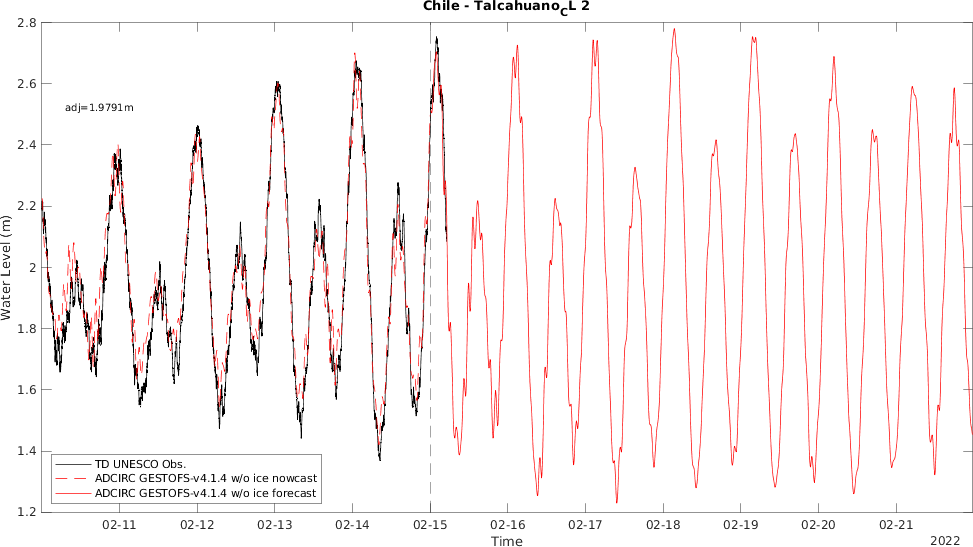 Chile - Talcahuano_CL 2
2.8
2.6
adj=1.9791m
2.4
2.2
2
1.8
1.6
1.4
1.2
Water Level (m)
TD UNESCO Obs.
ADCIRC GESTOFS-v4.1.4 w/o ice nowcast
ADCIRC GESTOFS-v4.1.4 w/o ice forecast
02-11 02-12 02-13 02-14 02-15 02-16 02-17 02-18 02-19 02-20 02-21
Time
2022